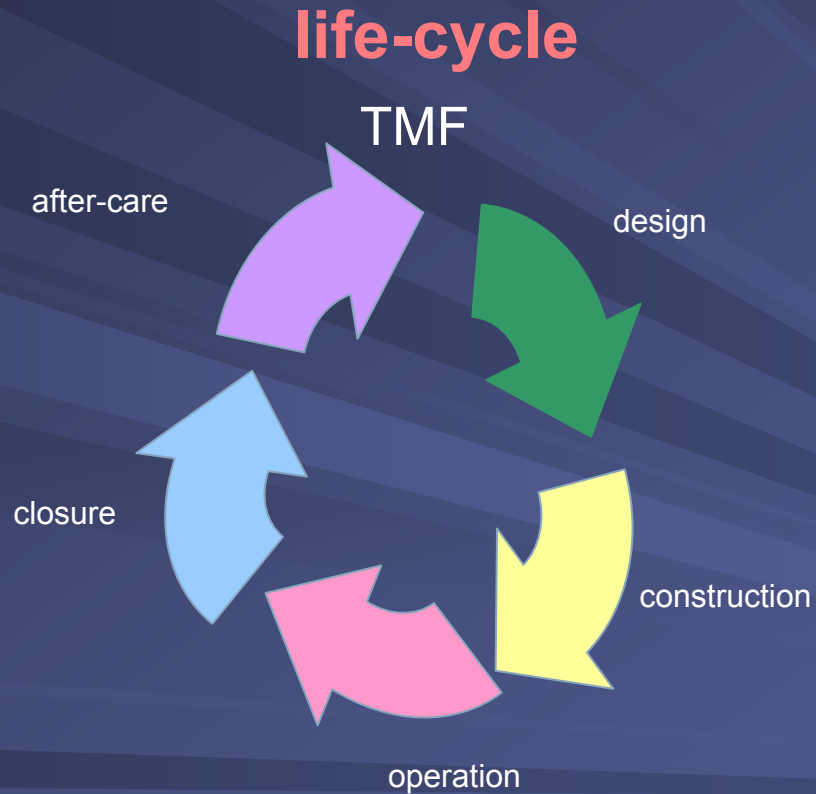 life-cycle
TMF
after-care
design
closure
construction
operation